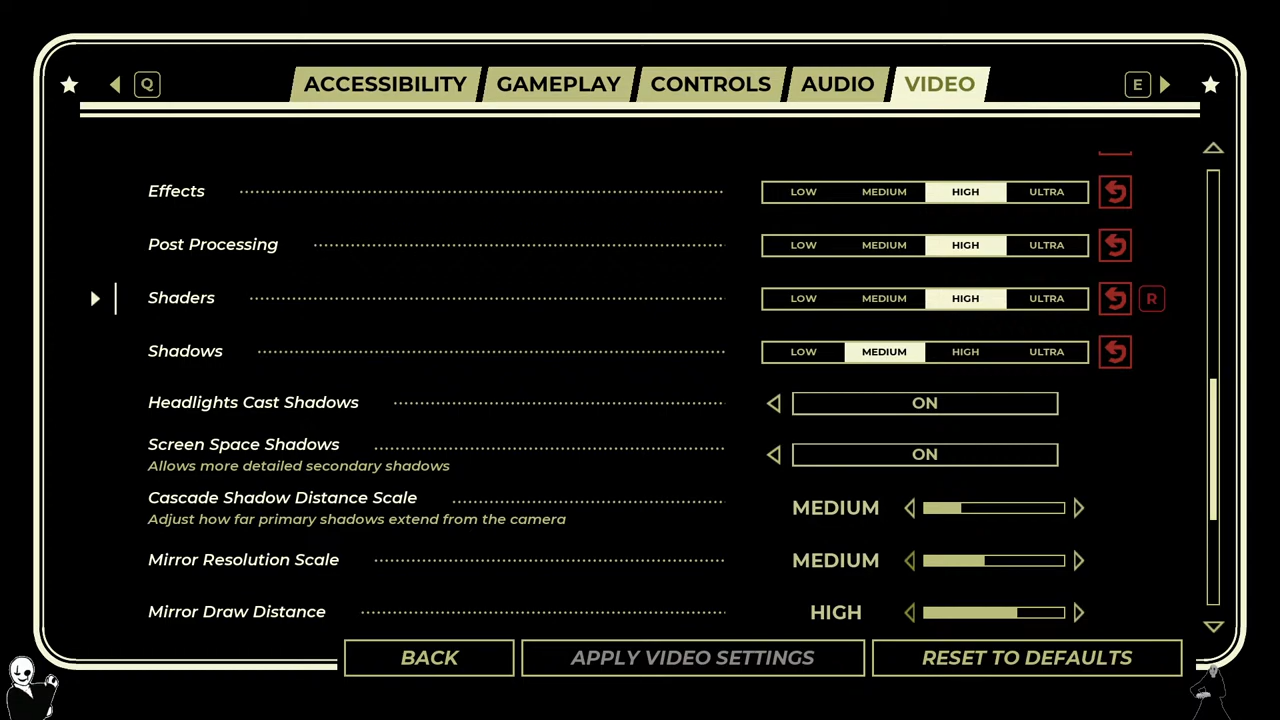 Q ACCESSIBILITY GAMEPLAY CONTROLS AUDIO VIDEO E
Effects LOW MEDIUM HIGH ULTRA
Post Processing LOW MEDIUM HIGH ULTRA
Shaders LOW MEDIUM HIGH ULTRA R
Shadows LOW MEDIUM HIGH ULTRA
Headlights Cast Shadows ON
Screen Space Shadows ON
Allows more detailed secondary shadows
Cascade Shadow Distance Scale MEDIUM
Adjust how far primary shadows extend from the camera
Mirror Resolution Scale MEDIUM
Mirror Draw Distance HIGH
BACK APPLY VIDEO SETTINGS RESET TO DEFAULTS